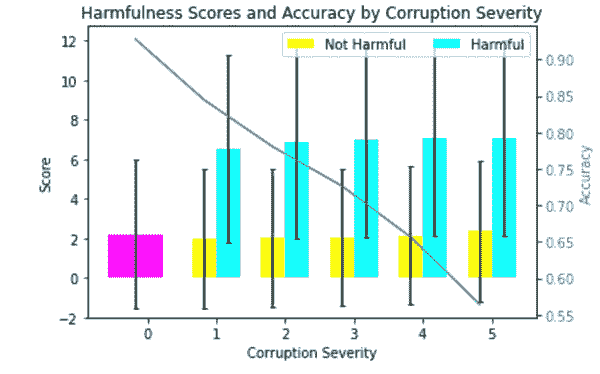 Harmfulness Scores and Accuracy by Corruption Severity
Not Harmful Harmful
12
10
8
6
4
2
0
−2
Score
0 1 2 3 4 5
Corruption Severity
0.90
0.85
0.80
0.75
0.70
0.65
0.60
0.55
Accuracy